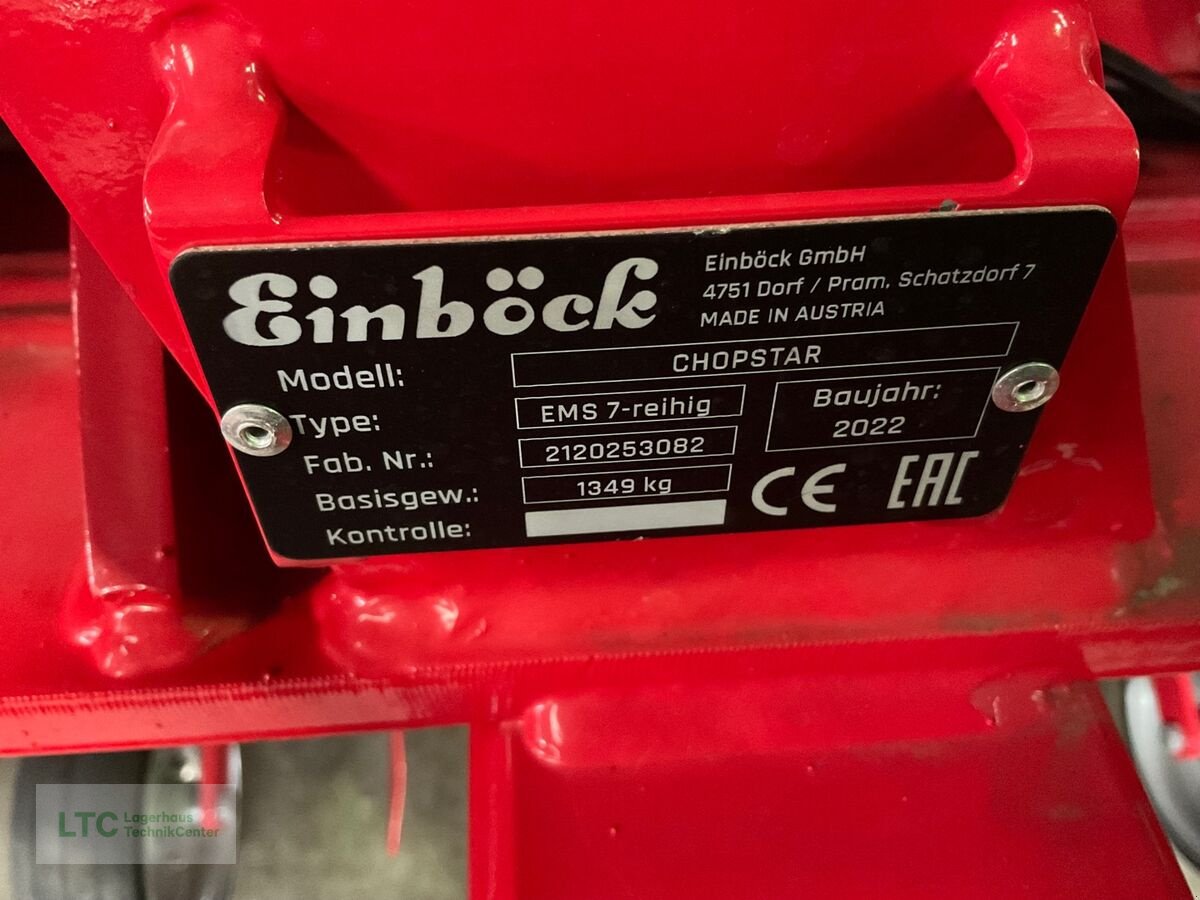 Einböck
Einböck GmbH
4751 Dorf / Pram, Schatzdorf 7
MADE IN AUSTRIA
Modell: CHOPSTAR
Type: EMS 7-reihig
Baujahr:
2022
Fab. Nr.: 2120253082
Basisgew.: 1349 kg
Kontrolle:
CE EAC
LTC Lagerhaus
TechnikCenter